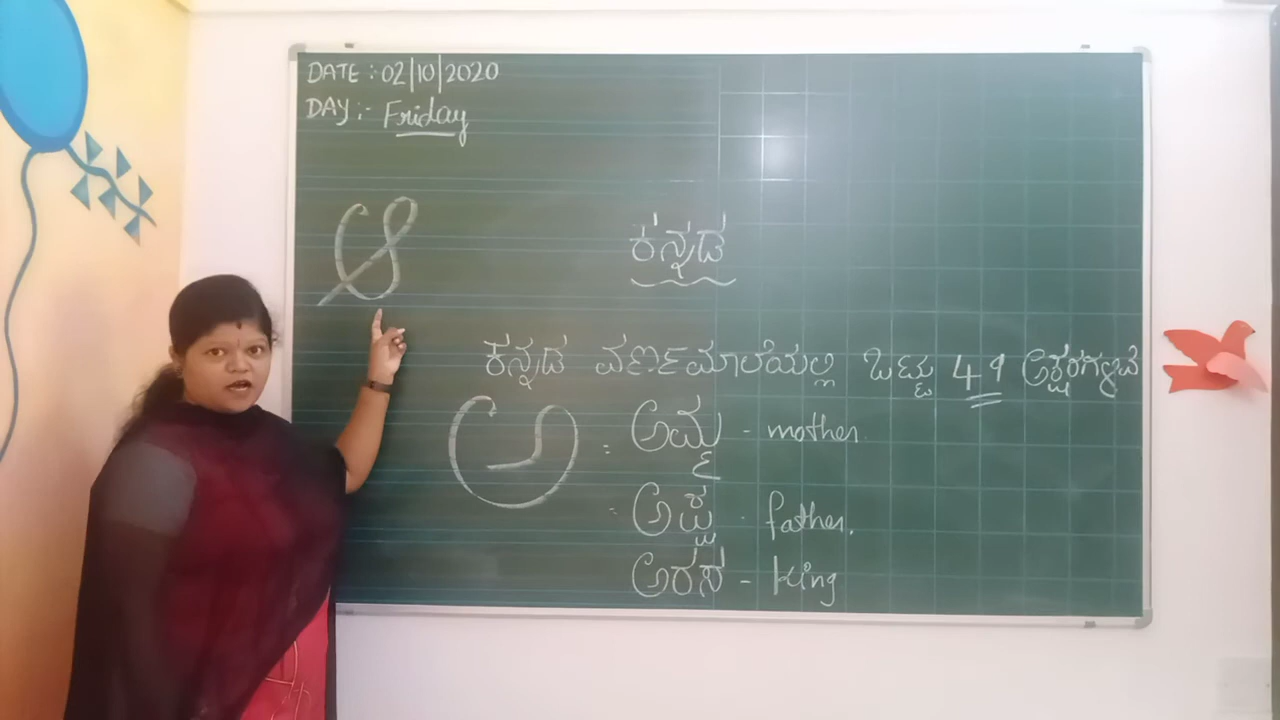 DATE :- 02|10|2020
DAY :- Friday
ಕನ್ನಡ
ಕನ್ನಡ ವರ್ಣಮಾಲೆಯಲ್ಲಿ ಒಟ್ಟು 49 ಅಕ್ಷರಗಳಿವೆ
ಅ = ಅಮ್ಮ - mother.
= ಅಪ್ಪ - father.
ಅರಸ - King